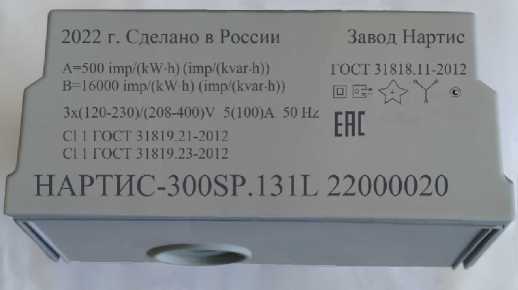 2022 г. Сделано в России Завод Нартис
A=500 imp/(kW·h) (imp/(kvar·h)) ГОСТ 31818.11-2012
B=16000 imp/(kW·h) (imp/(kvar·h))
3x(120-230)/(208-400)V 5(100)A 50 Hz
EAC
Cl 1 ГОСТ 31819.21-2012
Cl 1 ГОСТ 31819.23-2012
НАРТИС-300SP.131L 22000020